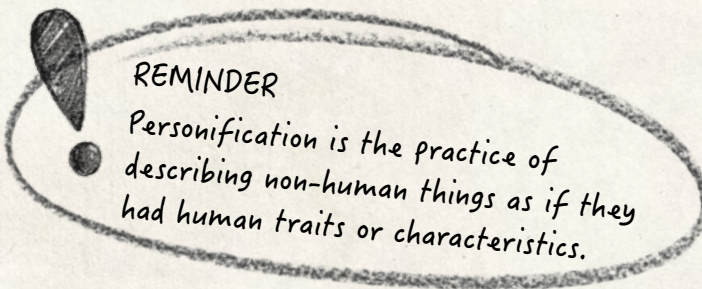 REMINDER
Personification is the practice of
describing non-human things as if they
had human traits or characteristics.